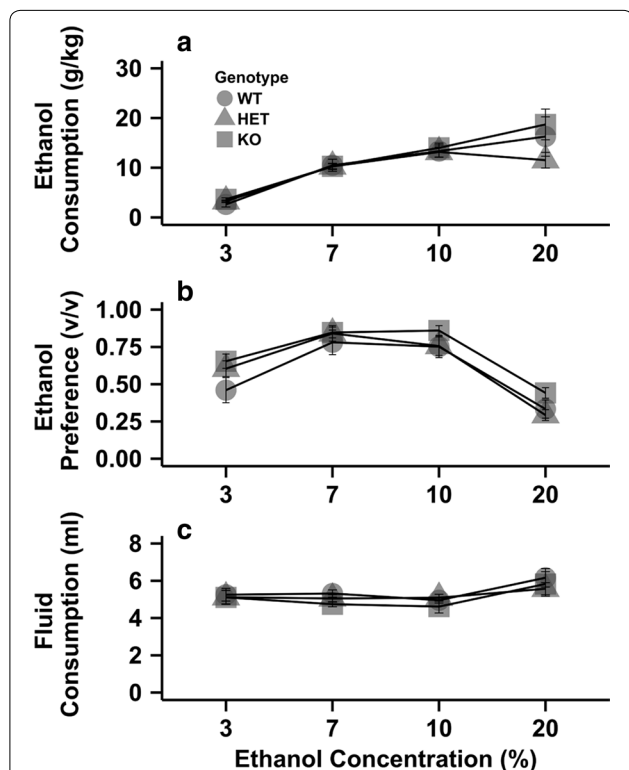 a
Ethanol
Consumption (g/kg)
30
20
10
0
Genotype
WT
HET
KO
3 7 10 20
b
Ethanol
Preference (v/v)
1.00
0.75
0.50
0.25
0.00
3 7 10 20
c
Fluid
Consumption (ml)
8
6
4
2
0
3 7 10 20
Ethanol Concentration (%)